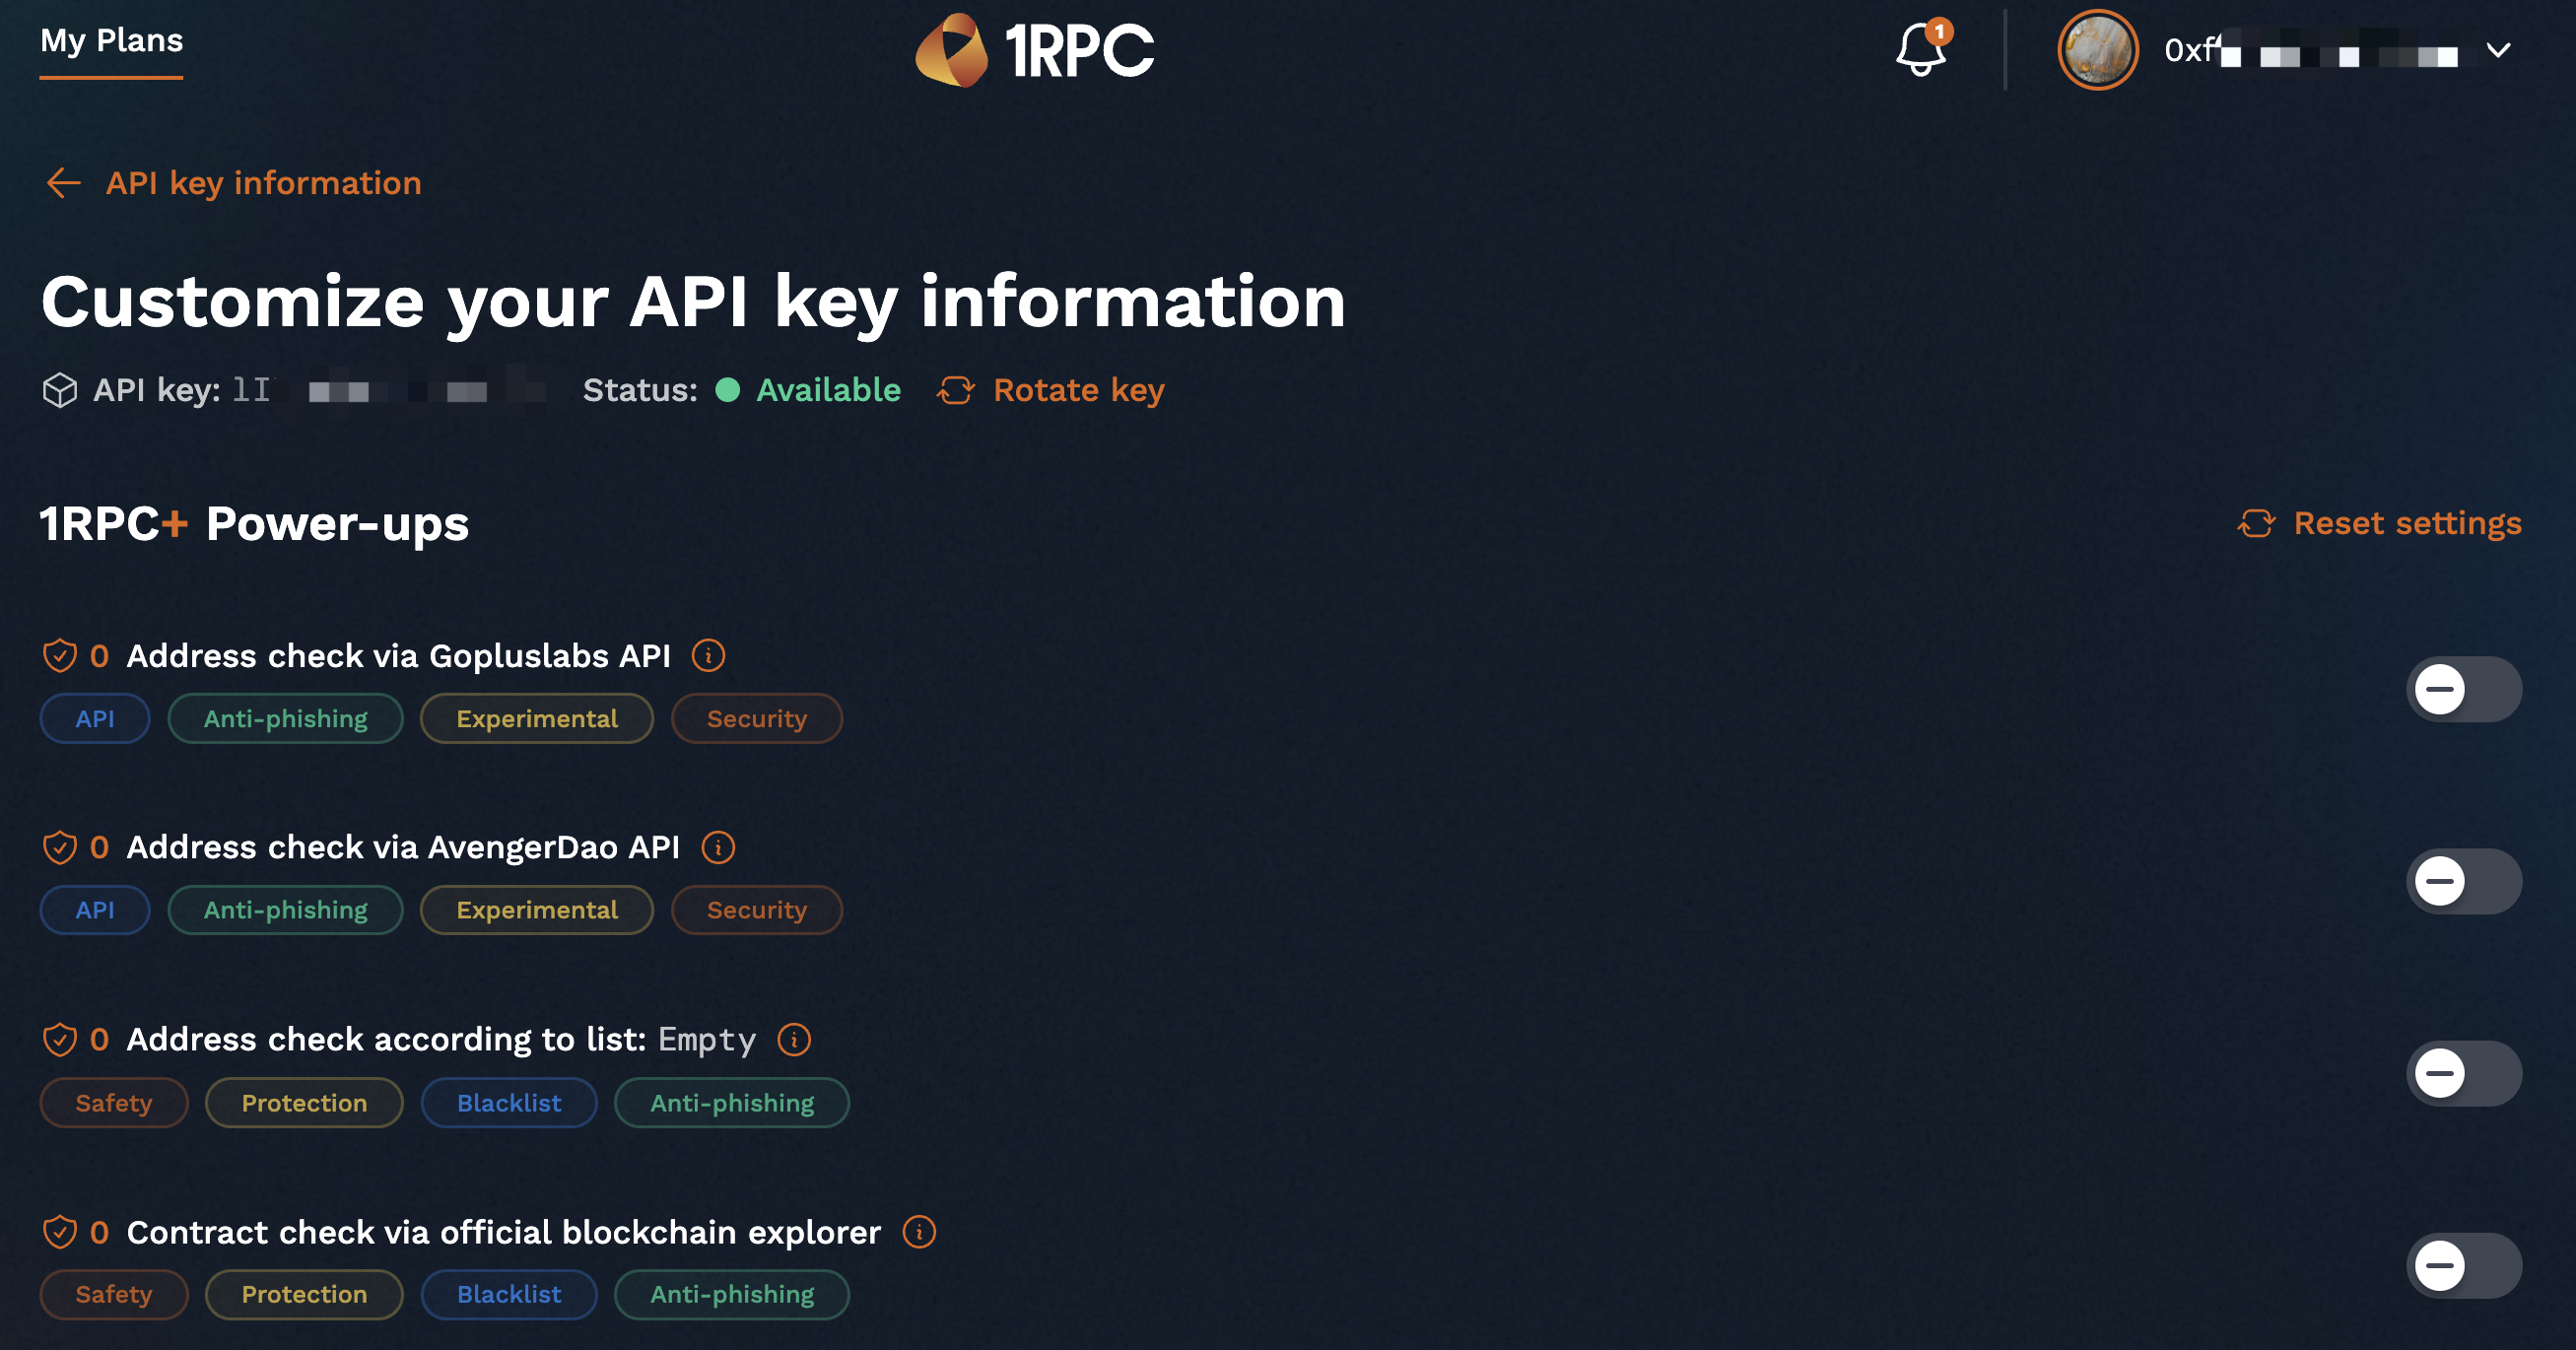 My Plans
1RPC
1
0xf
API key information
Customize your API key information
API key: lI
Status: Available
Rotate key
1RPC+ Power-ups
Reset settings
0 Address check via Gopluslabs API
API Anti-phishing Experimental Security
0 Address check via AvengerDao API
API Anti-phishing Experimental Security
0 Address check according to list: Empty
Safety Protection Blacklist Anti-phishing
0 Contract check via official blockchain explorer
Safety Protection Blacklist Anti-phishing